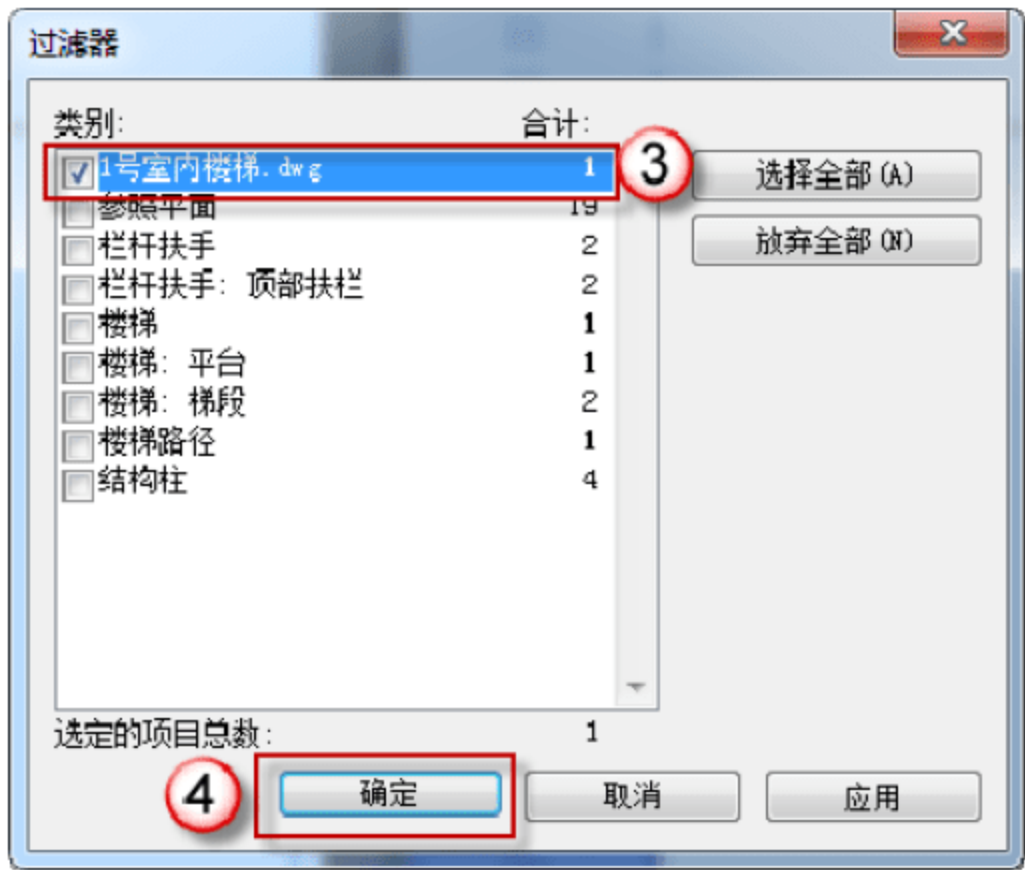 过滤器
类别: 合计:
1号室内楼梯.dwg 1
③
选择全部(A)
参照平面 19
放弃全部(N)
栏杆扶手 2
栏杆扶手: 顶部扶栏 2
楼梯 1
楼梯: 平台 1
楼梯: 梯段 2
楼梯路径 1
结构柱 4
选定的项目总数: 1
④
确定 取消 应用